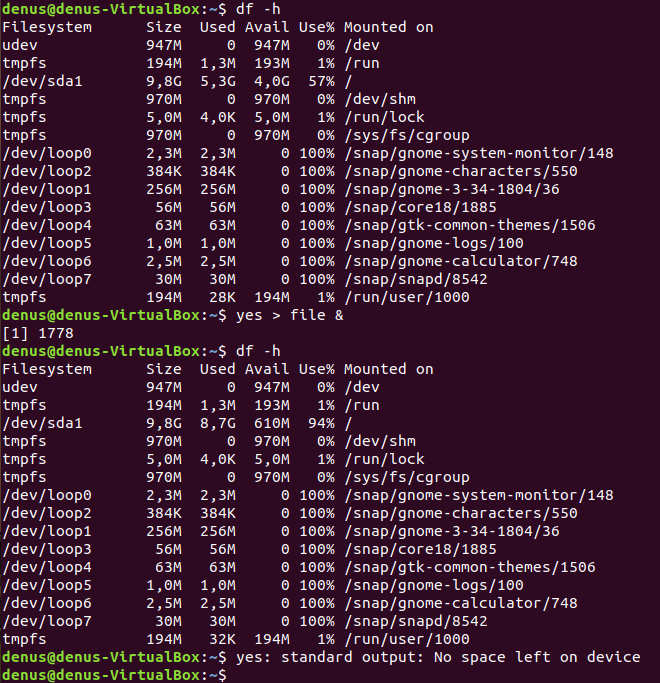 denus@denus-VirtualBox:~$ df -h
Filesystem      Size  Used Avail Use% Mounted on
udev            947M     0  947M   0% /dev
tmpfs           194M  1,3M  193M   1% /run
/dev/sda1       9,8G  5,3G  4,0G  57% /
tmpfs           970M     0  970M   0% /dev/shm
tmpfs           5,0M  4,0K  5,0M   1% /run/lock
tmpfs           970M     0  970M   0% /sys/fs/cgroup
/dev/loop0      2,3M  2,3M     0 100% /snap/gnome-system-monitor/148
/dev/loop2      384K  384K     0 100% /snap/gnome-characters/550
/dev/loop1      256M  256M     0 100% /snap/gnome-3-34-1804/36
/dev/loop3       56M   56M     0 100% /snap/core18/1885
/dev/loop4       63M   63M     0 100% /snap/gtk-common-themes/1506
/dev/loop5      1,0M  1,0M     0 100% /snap/gnome-logs/100
/dev/loop6      2,5M  2,5M     0 100% /snap/gnome-calculator/748
/dev/loop7       30M   30M     0 100% /snap/snapd/8542
tmpfs           194M   28K  194M   1% /run/user/1000
denus@denus-VirtualBox:~$ yes > file &
[1] 1778
denus@denus-VirtualBox:~$ df -h
Filesystem      Size  Used Avail Use% Mounted on
udev            947M     0  947M   0% /dev
tmpfs           194M  1,3M  193M   1% /run
/dev/sda1       9,8G  8,7G  610M  94% /
tmpfs           970M     0  970M   0% /dev/shm
tmpfs           5,0M  4,0K  5,0M   1% /run/lock
tmpfs           970M     0  970M   0% /sys/fs/cgroup
/dev/loop0      2,3M  2,3M     0 100% /snap/gnome-system-monitor/148
/dev/loop2      384K  384K     0 100% /snap/gnome-characters/550
/dev/loop1      256M  256M     0 100% /snap/gnome-3-34-1804/36
/dev/loop3       56M   56M     0 100% /snap/core18/1885
/dev/loop4       63M   63M     0 100% /snap/gtk-common-themes/1506
/dev/loop5      1,0M  1,0M     0 100% /snap/gnome-logs/100
/dev/loop6      2,5M  2,5M     0 100% /snap/gnome-calculator/748
/dev/loop7       30M   30M     0 100% /snap/snapd/8542
tmpfs           194M   32K  194M   1% /run/user/1000
denus@denus-VirtualBox:~$ yes: standard output: No space left on device
denus@denus-VirtualBox:~$